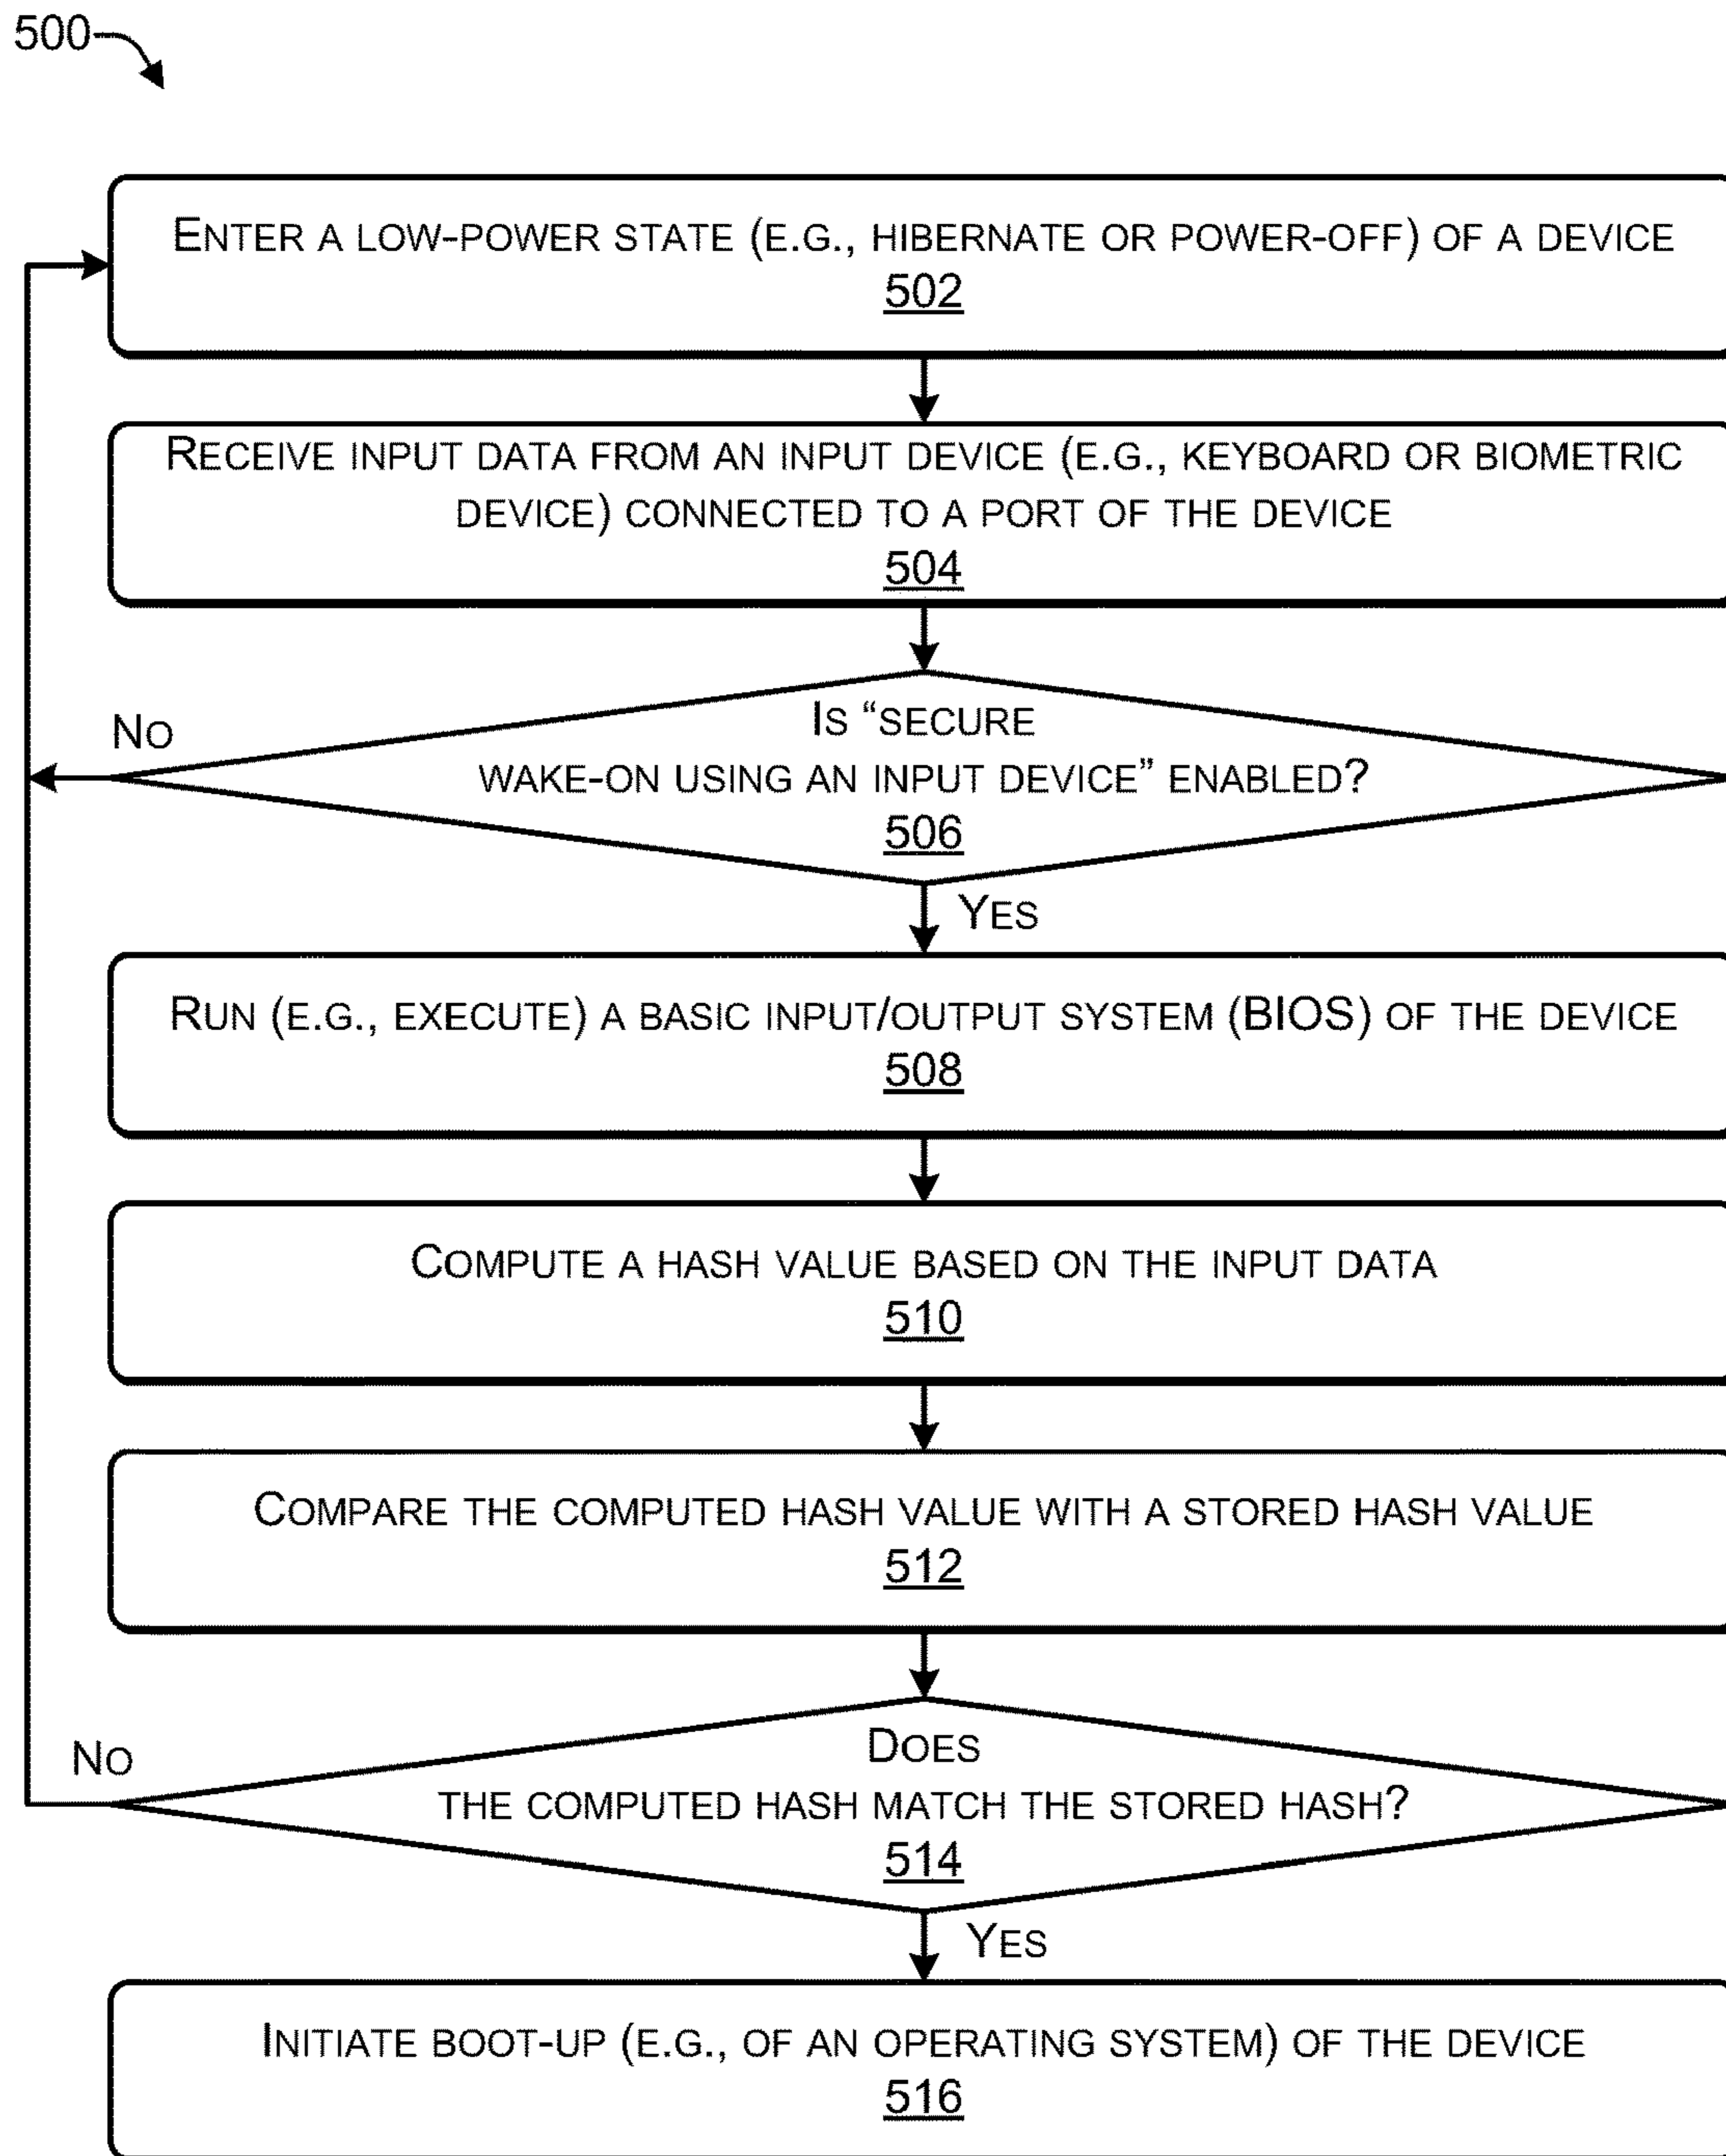 500
ENTER A LOW-POWER STATE (E.G., HIBERNATE OR POWER-OFF) OF A DEVICE
502
RECEIVE INPUT DATA FROM AN INPUT DEVICE (E.G., KEYBOARD OR BIOMETRIC
DEVICE) CONNECTED TO A PORT OF THE DEVICE
504
IS “SECURE
WAKE-ON USING AN INPUT DEVICE” ENABLED?
506
NO
YES
RUN (E.G., EXECUTE) A BASIC INPUT/OUTPUT SYSTEM (BIOS) OF THE DEVICE
508
COMPUTE A HASH VALUE BASED ON THE INPUT DATA
510
COMPARE THE COMPUTED HASH VALUE WITH A STORED HASH VALUE
512
DOES
THE COMPUTED HASH MATCH THE STORED HASH?
514
NO
YES
INITIATE BOOT-UP (E.G., OF AN OPERATING SYSTEM) OF THE DEVICE
516